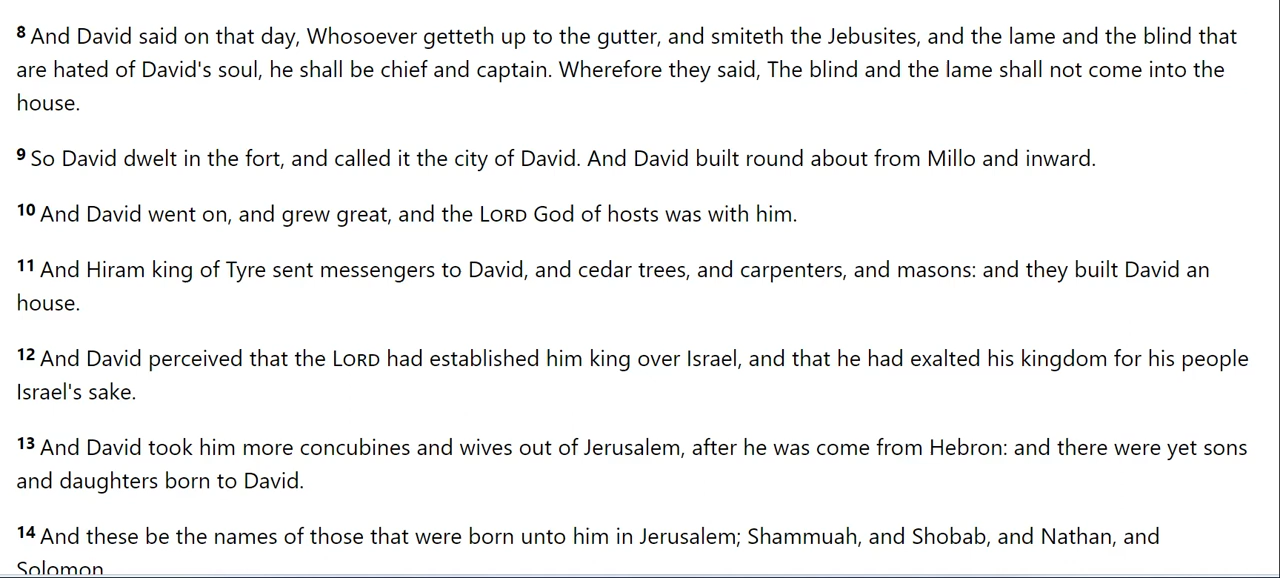 8 And David said on that day, Whosoever getteth up to the gutter, and smiteth the Jebusites, and the lame and the blind that
are hated of David's soul, he shall be chief and captain. Wherefore they said, The blind and the lame shall not come into the
house.
9 So David dwelt in the fort, and called it the city of David. And David built round about from Millo and inward.
10 And David went on, and grew great, and the LORD God of hosts was with him.
11 And Hiram king of Tyre sent messengers to David, and cedar trees, and carpenters, and masons: and they built David an
house.
12 And David perceived that the LORD had established him king over Israel, and that he had exalted his kingdom for his people
Israel's sake.
13 And David took him more concubines and wives out of Jerusalem, after he was come from Hebron: and there were yet sons
and daughters born to David.
14 And these be the names of those that were born unto him in Jerusalem; Shammuah, and Shobab, and Nathan, and
Solomon